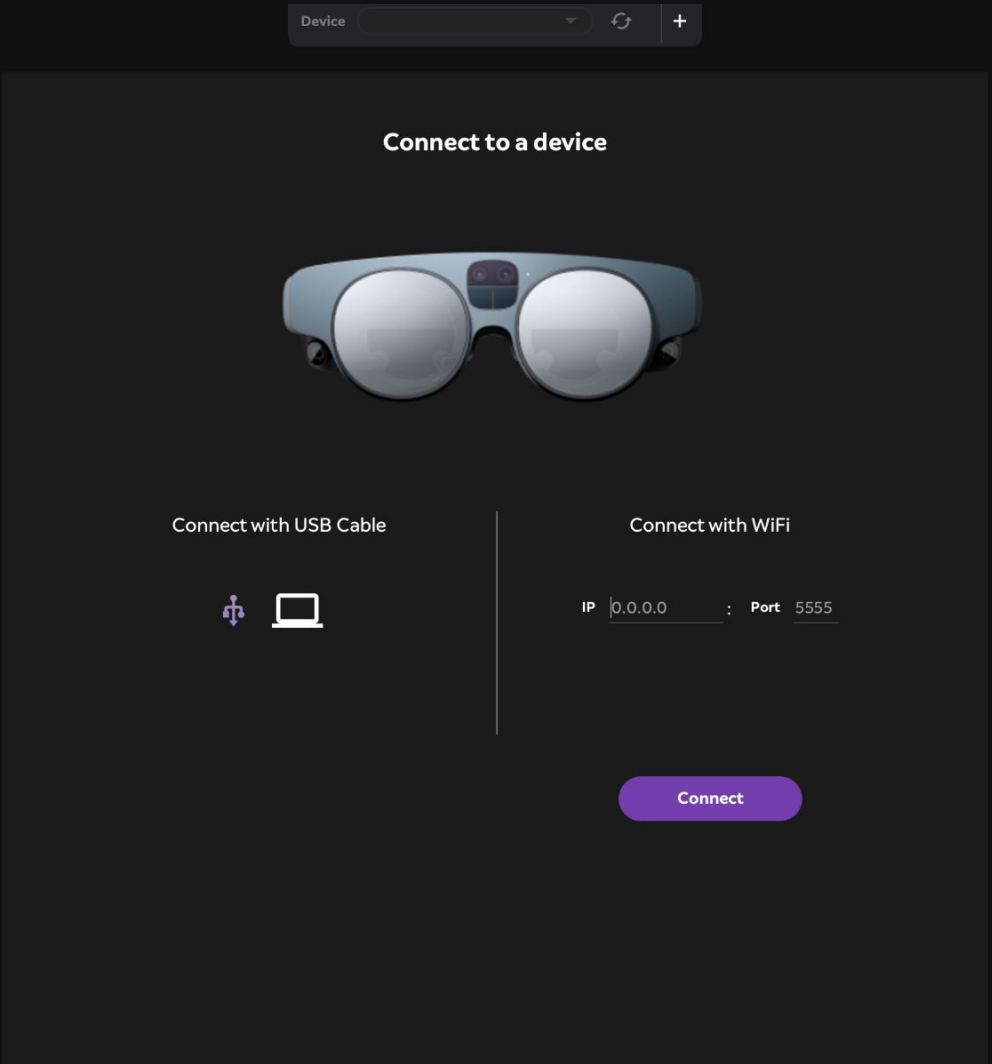 Device
+
Connect to a device
Connect with USB Cable
Connect with WiFi
IP 0.0.0.0 : Port 5555
Connect